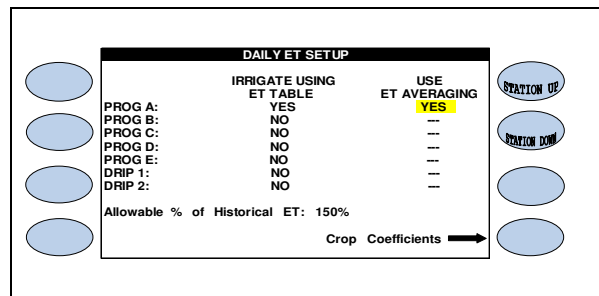 DAILY ET SETUP
IRRIGATE USING USE
ET TABLE ET AVERAGING
PROG A: YES YES
PROG B: NO ---
PROG C: NO ---
PROG D: NO ---
PROG E: NO ---
DRIP 1: NO ---
DRIP 2: NO ---
Allowable % of Historical ET: 150%
Crop Coefficients
STATION UP
STATION DOWN